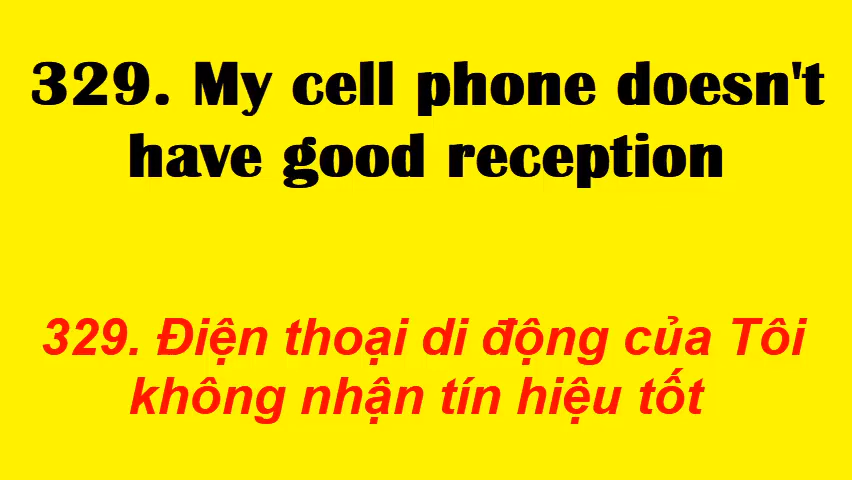 329. My cell phone doesn't
have good reception
329. Điện thoại di động của Tôi
không nhận tín hiệu tốt